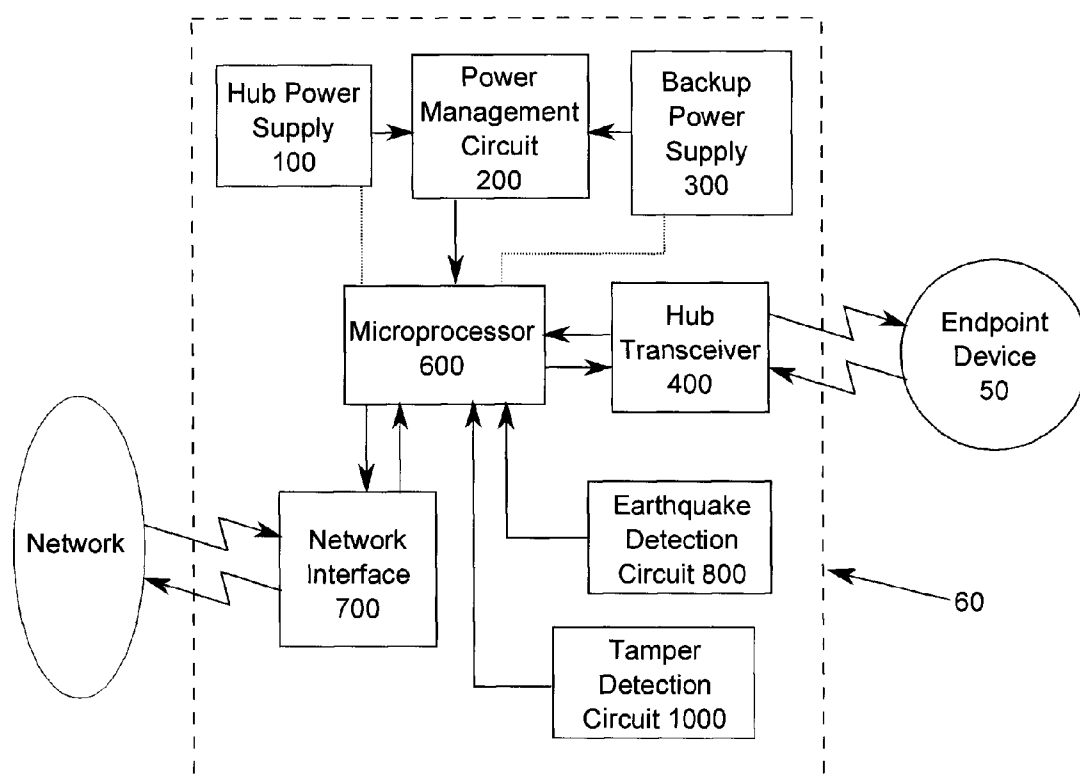 Hub Power
Supply
100
Power
Management
Circuit
200
Backup
Power
Supply
300
Microprocessor
600
Hub
Transceiver
400
Endpoint
Device
50
Network
Network
Interface
700
Earthquake
Detection
Circuit 800
60
Tamper
Detection
Circuit 1000